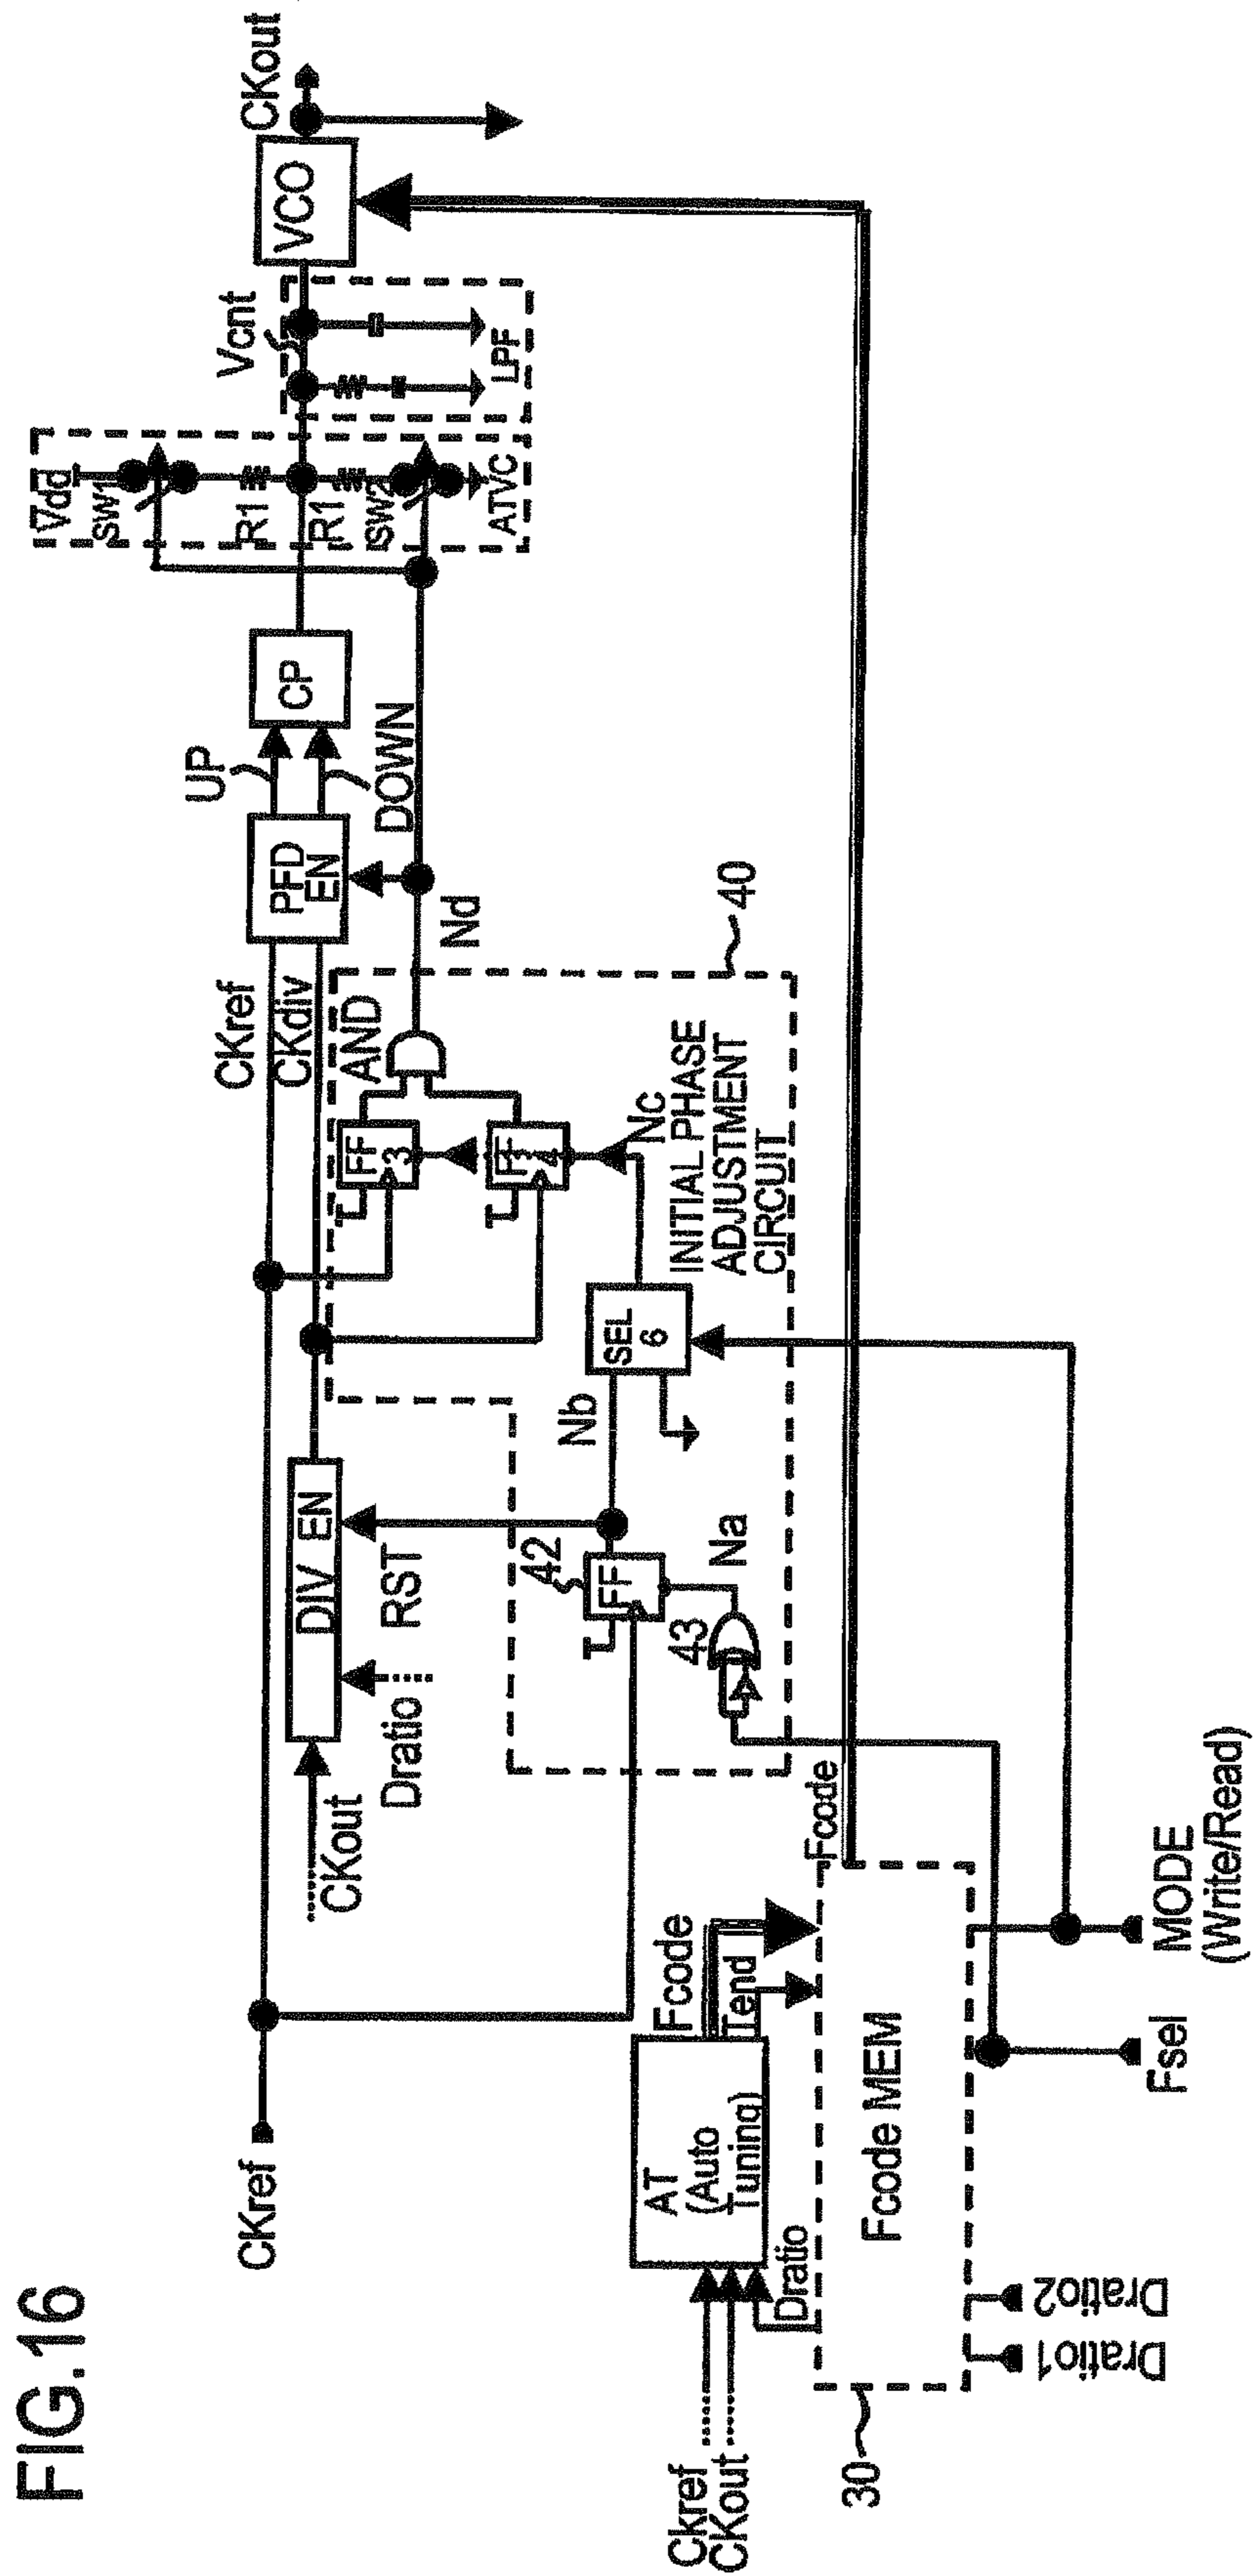 FIG.16
CKref
CKout
Dratio
DIV EN
RST
CKref
CKdiv
PFD
EN
UP
DOWN
CP
Vdd
SW1
R1
R1
SW2
ATVC
Vcnt
LPF
VCO
CKout
AND
FF
3
FF
4
Nd
40
42
FF
Nb
SEL
6
Nc
INITIAL PHASE
ADJUSTMENT
CIRCUIT
43
Na
Ckref
CKout
AT
(Auto
Tuning)
Fcode
Tend
Dratio
Fcode
Fcode MEM
30
Dratio1
Dratio2
Fsel
MODE
(Write/Read)